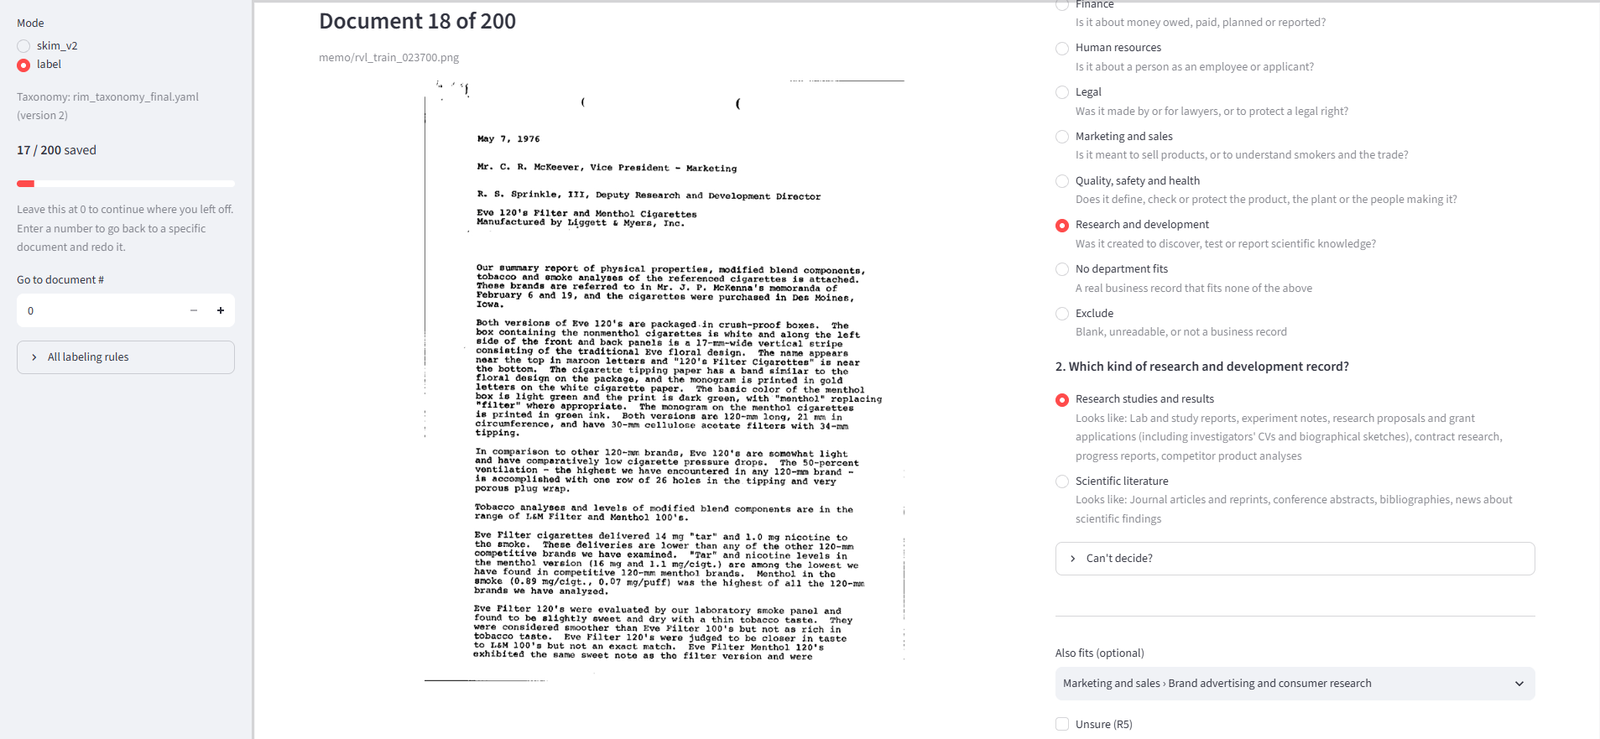 Mode
skim_v2
label
Taxonomy: rim_taxonomy_final.yaml
(version 2)
17 / 200 saved
Leave this at 0 to continue where you left off.
Enter a number to go back to a specific
document and redo it.
Go to document #
0
All labeling rules
Document 18 of 200
memo/rvl_train_023700.png
May 7, 1976
Mr. C. R. McKeever, Vice President - Marketing
R. S. Sprinkle, III, Deputy Research and Development Director
Eve 120's Filter and Menthol Cigarettes
Manufactured by Liggett & Myers, Inc.
Our summary report of physical properties, modified blend components,
tobacco and smoke analyses of the referenced cigarettes is attached.
These brands are referred to in Mr. J. P. McKenna's memoranda of
February 6 and 19, and the cigarettes were purchased in Des Moines,
Iowa.
Both versions of Eve 120's are packaged in crush-proof boxes. The
box containing the nonmenthol cigarettes is white and along the left
side of the front and back panels is a 17-mm-wide vertical stripe
consisting of the traditional Eve floral design. The name appears
near the top in maroon letters and "120's Filter Cigarettes" is near
the bottom. The cigarette tipping paper has a band similar to the
floral design on the package, and the monogram is printed in gold
letters on the white cigarette paper. The basic color of the menthol
box is light green and the print is dark green, with "menthol" replacing
"filter" where appropriate. The monogram on the menthol cigarettes
is printed in green ink. Both versions are 120-mm long, 21 mm in
circumference, and have 30-mm cellulose acetate filters with 34-mm
tipping.
In comparison to other 120-mm brands, Eve 120's are somewhat light
and have comparatively low cigarette pressure drops. The 50-percent
ventilation - the highest we have encountered in any 120-mm brand -
is accomplished with one row of 26 holes in the tipping and very
porous plug wrap.
Tobacco analyses and levels of modified blend components are in the
range of L&M Filter and Menthol 100's.
Eve Filter cigarettes delivered 14 mg "tar" and 1.0 mg nicotine to
the smoke. These deliveries are lower than any of the other 120-mm
competitive brands we have examined. "Tar" and nicotine levels in
the menthol version (16 mg and 1.1 mg/cigt.) are among the lowest we
have found in competitive 120-mm menthol brands. Menthol in the
smoke (0.89 mg/cigt., 0.07 mg/puff) was the highest of all the 120-mm
brands we have analyzed.
Eve Filter 120's were evaluated by our laboratory smoke panel and
found to be slightly sweet and dry with a thin tobacco taste. They
were considered smoother than Eve Filter 100's but not as rich in
tobacco taste. Eve Filter 120's were judged to be closer in taste
to L&M 100's but not an exact match. Eve Filter Menthol 120's
exhibited the same sweet note as the filter version and were
Finance
Is it about money owed, paid, planned or reported?
Human resources
Is it about a person as an employee or applicant?
Legal
Was it made by or for lawyers, or to protect a legal right?
Marketing and sales
Is it meant to sell products, or to understand smokers and the trade?
Quality, safety and health
Does it define, check or protect the product, the plant or the people making it?
Research and development
Was it created to discover, test or report scientific knowledge?
No department fits
A real business record that fits none of the above
Exclude
Blank, unreadable, or not a business record
2. Which kind of research and development record?
Research studies and results
Looks like: Lab and study reports, experiment notes, research proposals and grant
applications (including investigators' CVs and biographical sketches), contract research,
progress reports, competitor product analyses
Scientific literature
Looks like: Journal articles and reprints, conference abstracts, bibliographies, news about
scientific findings
Can't decide?
Also fits (optional)
Marketing and sales › Brand advertising and consumer research
Unsure (R5)